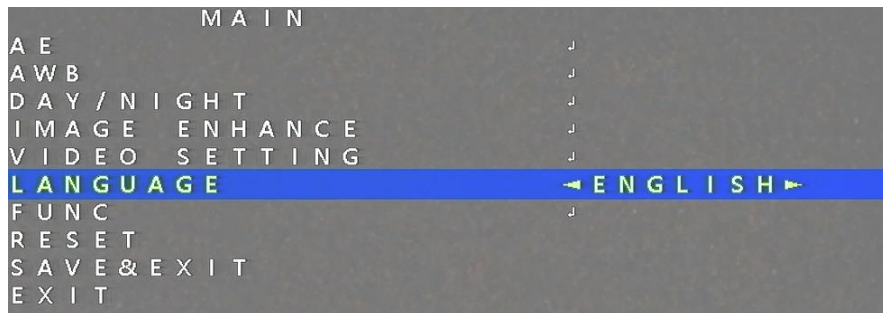 MAIN
AE ↲
AWB ↲
DAY/NIGHT ↲
IMAGE ENHANCE ↲
VIDEO SETTING ↲
LANGUAGE ◄ENGLISH►
FUNC ↲
RESET
SAVE&EXIT
EXIT